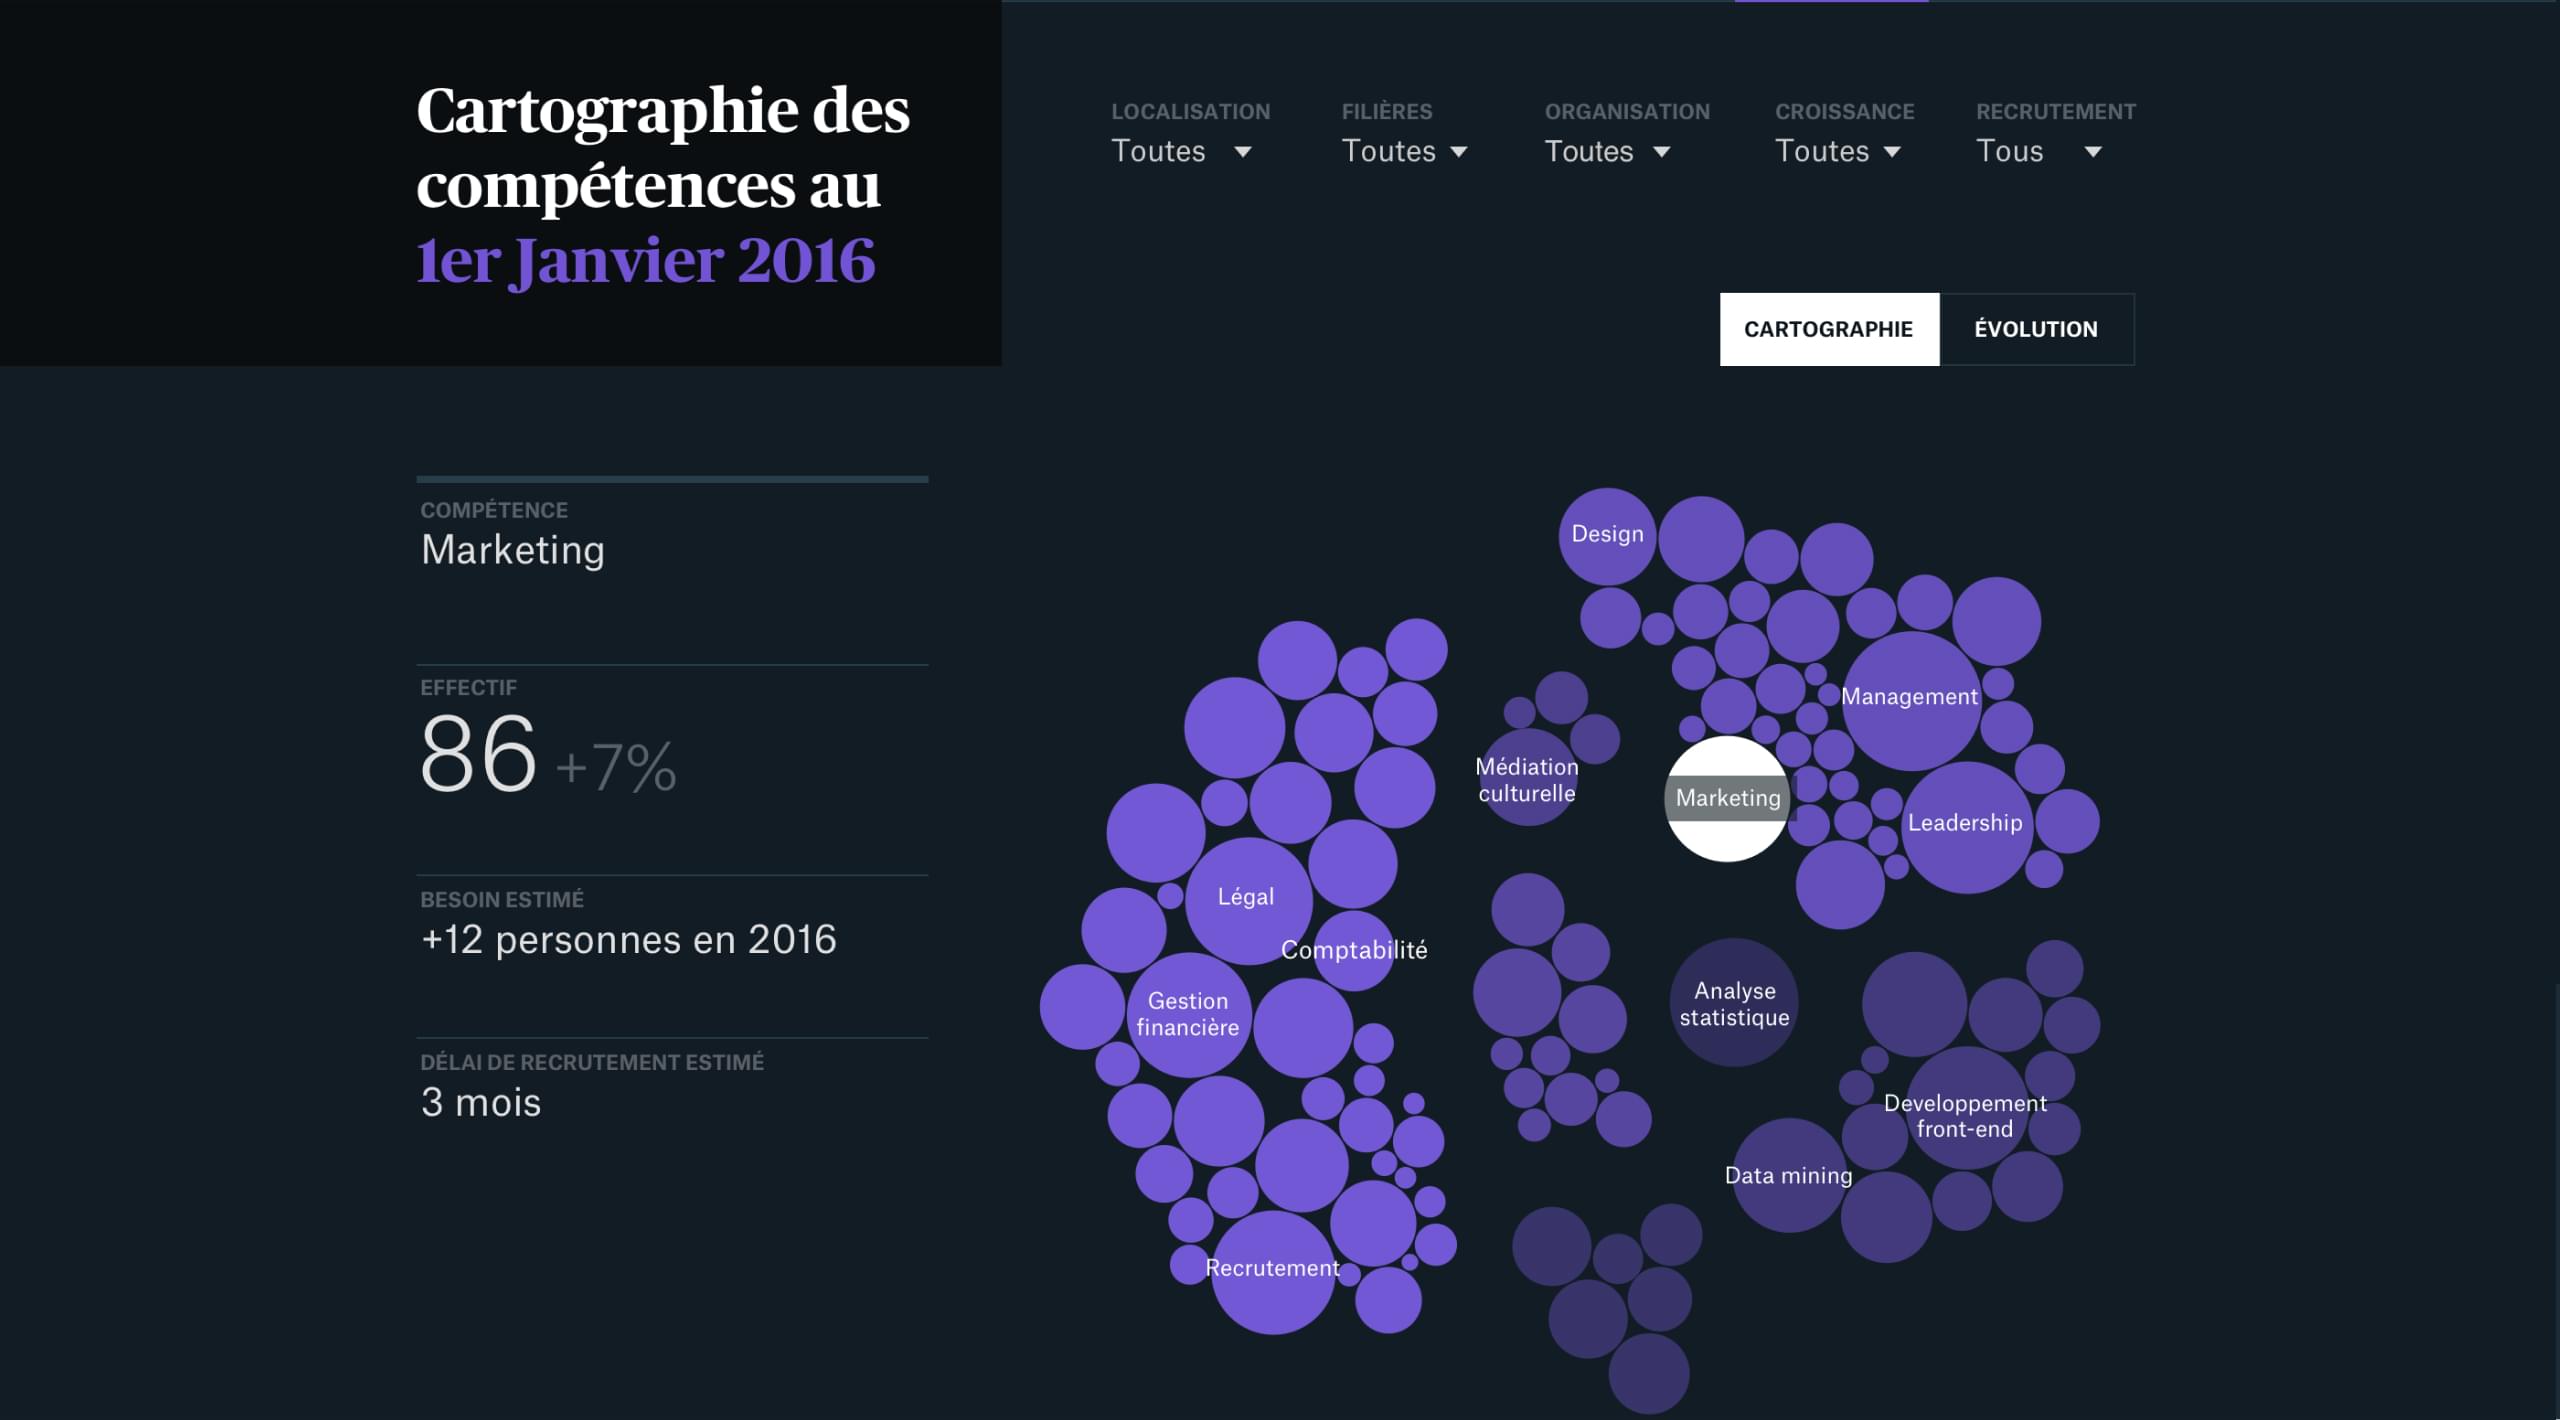 Cartographie des
compétences au
1er Janvier 2016
LOCALISATION
Toutes
FILIÈRES
Toutes
ORGANISATION
Toutes
CROISSANCE
Toutes
RECRUTEMENT
Tous
CARTOGRAPHIE
ÉVOLUTION
COMPÉTENCE
Marketing
EFFECTIF
86 +7%
BESOIN ESTIMÉ
+12 personnes en 2016
DÉLAI DE RECRUTEMENT ESTIMÉ
3 mois
Design
Management
Médiation
culturelle
Marketing
Leadership
Légal
Comptabilité
Gestion
financière
Analyse
statistique
Developpement
front-end
Data mining
Recrutement